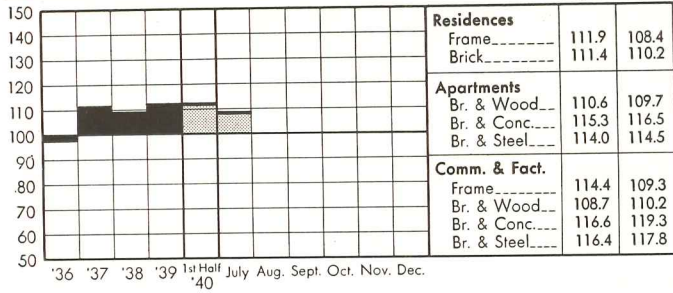 150
140
130
120
110
100
90
80
70
60
50
'36 '37 '38 '39 1st Half '40 July Aug. Sept. Oct. Nov. Dec.
Residences
Frame 111.9 108.4
Brick 111.4 110.2
Apartments
Br. & Wood 110.6 109.7
Br. & Conc. 115.3 116.5
Br. & Steel 114.0 114.5
Comm. & Fact.
Frame 114.4 109.3
Br. & Wood 108.7 110.2
Br. & Conc. 116.6 119.3
Br. & Steel 116.4 117.8